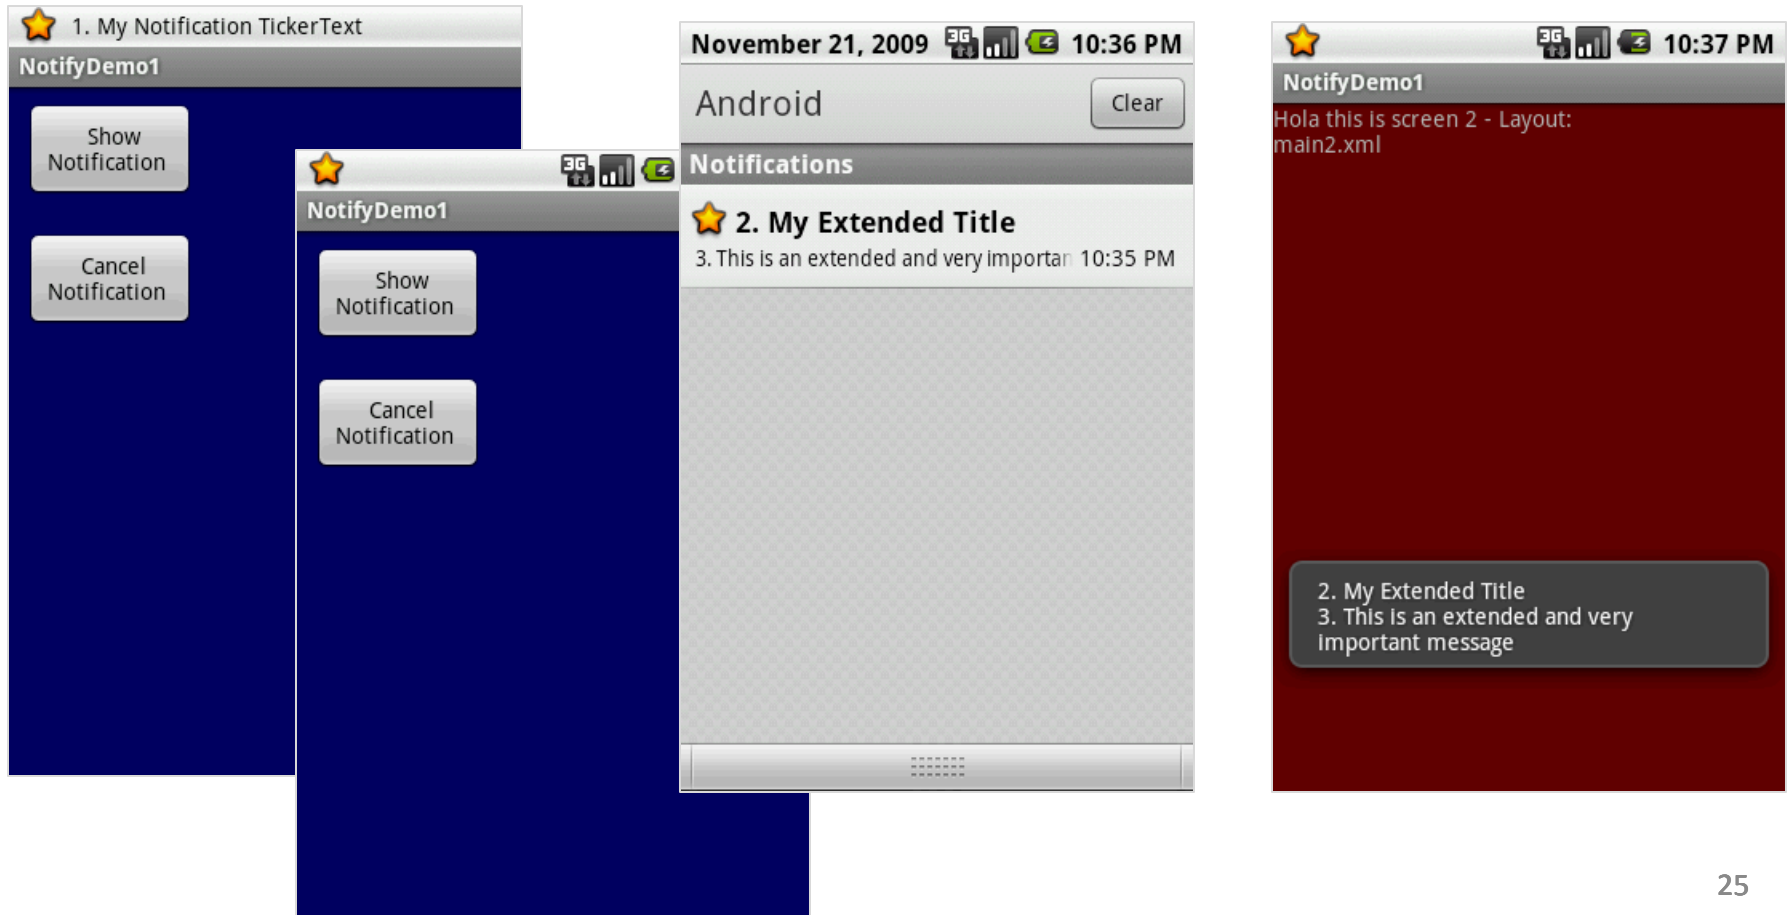 1. My Notification TickerText
NotifyDemo1
Show
Notification
Cancel
Notification
3G
NotifyDemo1
Show
Notification
Cancel
Notification
November 21, 2009 3G 10:36 PM
Android Clear
Notifications
2. My Extended Title
3. This is an extended and very importan 10:35 PM
3G 10:37 PM
NotifyDemo1
Hola this is screen 2 - Layout:
main2.xml
2. My Extended Title
3. This is an extended and very
important message
25